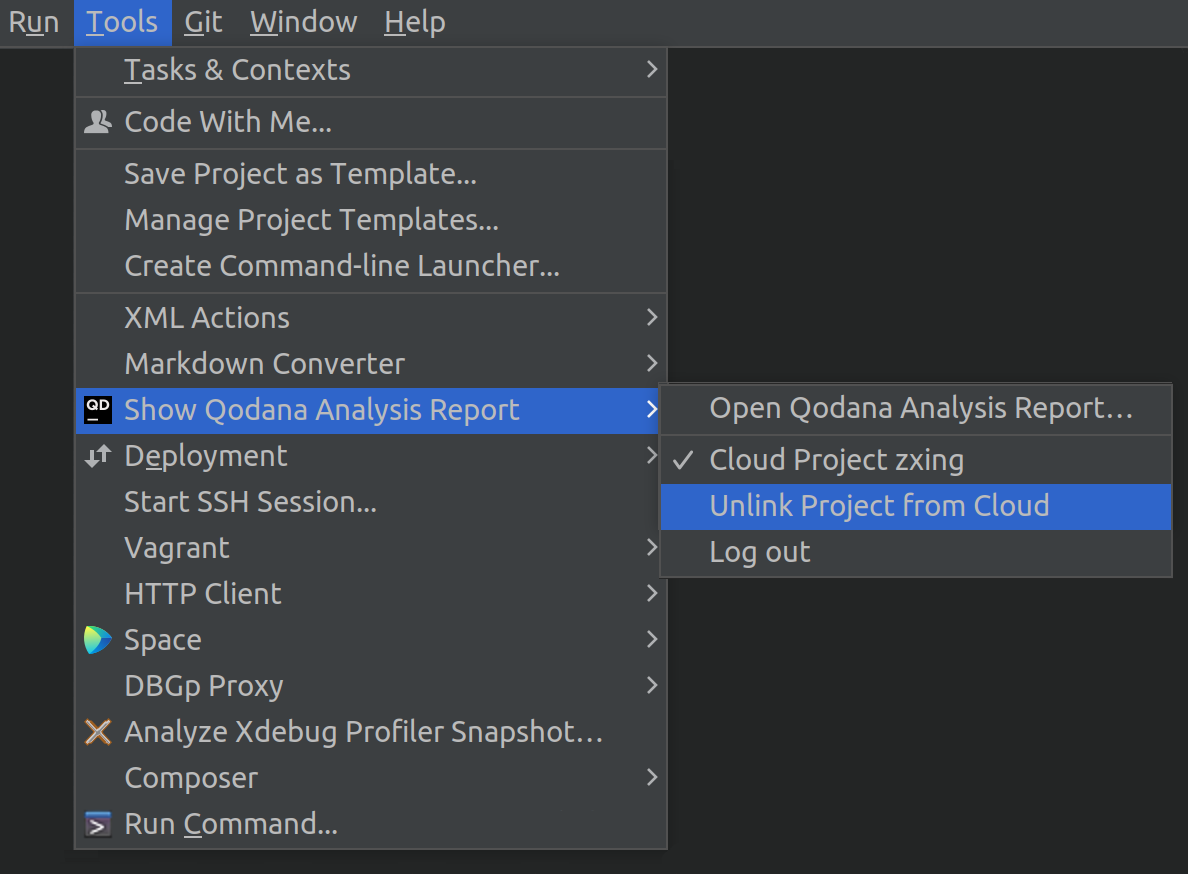 Run Tools Git Window Help
Tasks & Contexts
Code With Me...
Save Project as Template...
Manage Project Templates...
Create Command-line Launcher...
XML Actions
Markdown Converter
QD Show Qodana Analysis Report
Deployment
Start SSH Session...
Vagrant
HTTP Client
Space
DBGp Proxy
Analyze Xdebug Profiler Snapshot...
Composer
Run Command...
Open Qodana Analysis Report...
Cloud Project zxing
Unlink Project from Cloud
Log out